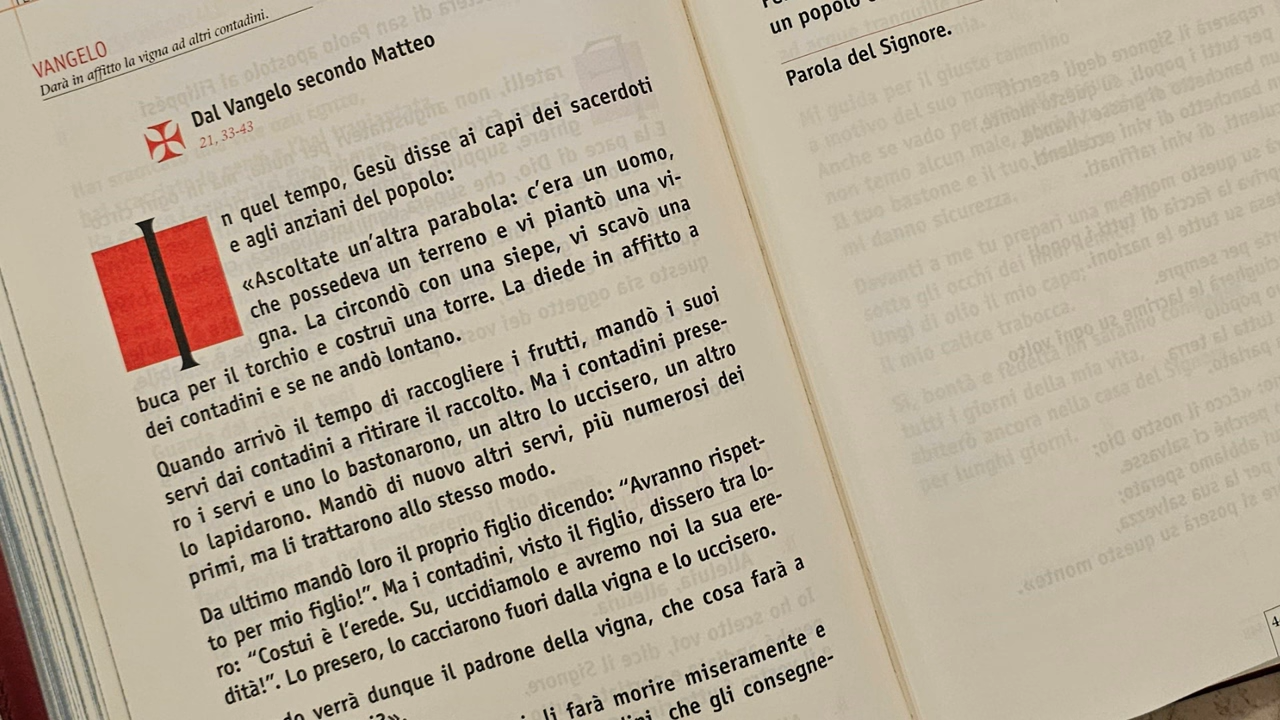 VANGELO
Darà in affitto la vigna ad altri contadini.
Dal Vangelo secondo Matteo
21, 33-43
In quel tempo, Gesù disse ai capi dei sacerdoti
e agli anziani del popolo:
«Ascoltate un'altra parabola: c'era un uomo,
che possedeva un terreno e vi piantò una vi-
gna. La circondò con una siepe, vi scavò una
buca per il torchio e costruì una torre. La diede in affitto a
dei contadini e se ne andò lontano.
Quando arrivò il tempo di raccogliere i frutti, mandò i suoi
servi dai contadini a ritirare il raccolto. Ma i contadini prese-
ro i servi e uno lo bastonarono, un altro lo uccisero, un altro
lo lapidarono. Mandò di nuovo altri servi, più numerosi dei
primi, ma li trattarono allo stesso modo.
Da ultimo mandò loro il proprio figlio dicendo: “Avranno rispet-
to per mio figlio!”. Ma i contadini, visto il figlio, dissero tra lo-
ro: “Costui è l'erede. Su, uccidiamolo e avremo noi la sua ere-
dità!”. Lo presero, lo cacciarono fuori dalla vigna e lo uccisero.
verrà dunque il padrone della vigna, che cosa farà a
li farà morire miseramente e
che gli consegne-
un popolo
Parola del Signore.